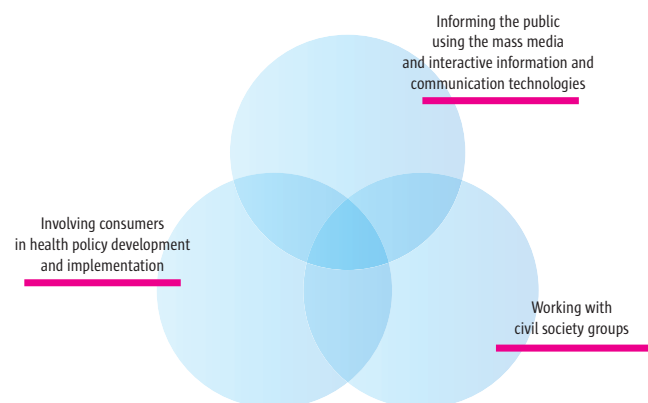 Informing the public
using the mass media
and interactive information and
communication technologies
Involving consumers
in health policy development
and implementation
Working with
civil society groups